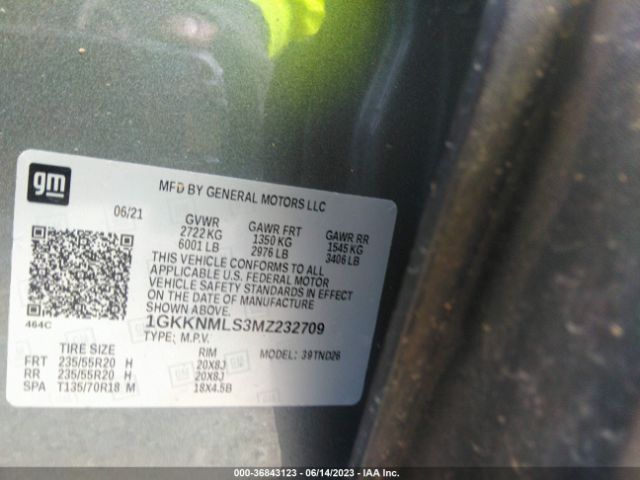 gm
MFD BY GENERAL MOTORS LLC
06/21
GVWR GAWR FRT GAWR RR
2722 KG 1350 KG 1545 KG
6001 LB 2976 LB 3406 LB
THIS VEHICLE CONFORMS TO ALL
APPLICABLE U.S. FEDERAL MOTOR
VEHICLE SAFETY STANDARDS IN EFFECT
ON THE DATE OF MANUFACTURE
SHOWN ABOVE.
464C
1GKKNMLS3MZ232709
TYPE: M.P.V. MODEL: 39TND26
TIRE SIZE RIM
FRT 235/55R20 H 20X8J
RR 235/55R20 H 20X8J
SPA T135/70R18 M 18X4.5B
000-36843123 - 06/14/2023 - IAA Inc.